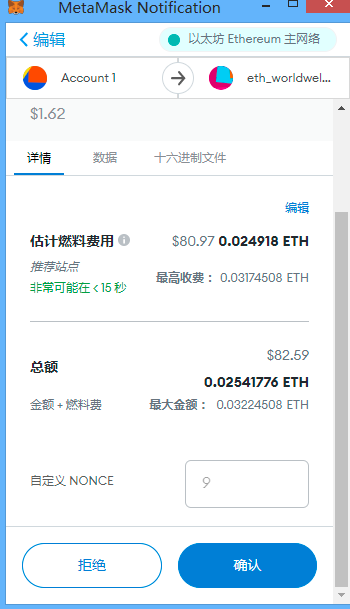 MetaMask Notification
编辑
以太坊 Ethereum 主网络
Account 1
eth_worldwel...
$1.62
详情 数据 十六进制文件
编辑
估计燃料费用 $80.97 0.024918 ETH
推荐站点 最高收费： 0.03174508 ETH
非常可能在 < 15 秒
$82.59
总额
0.02541776 ETH
金额 + 燃料费 最大金额： 0.03224508 ETH
自定义 NONCE 9
拒绝 确认